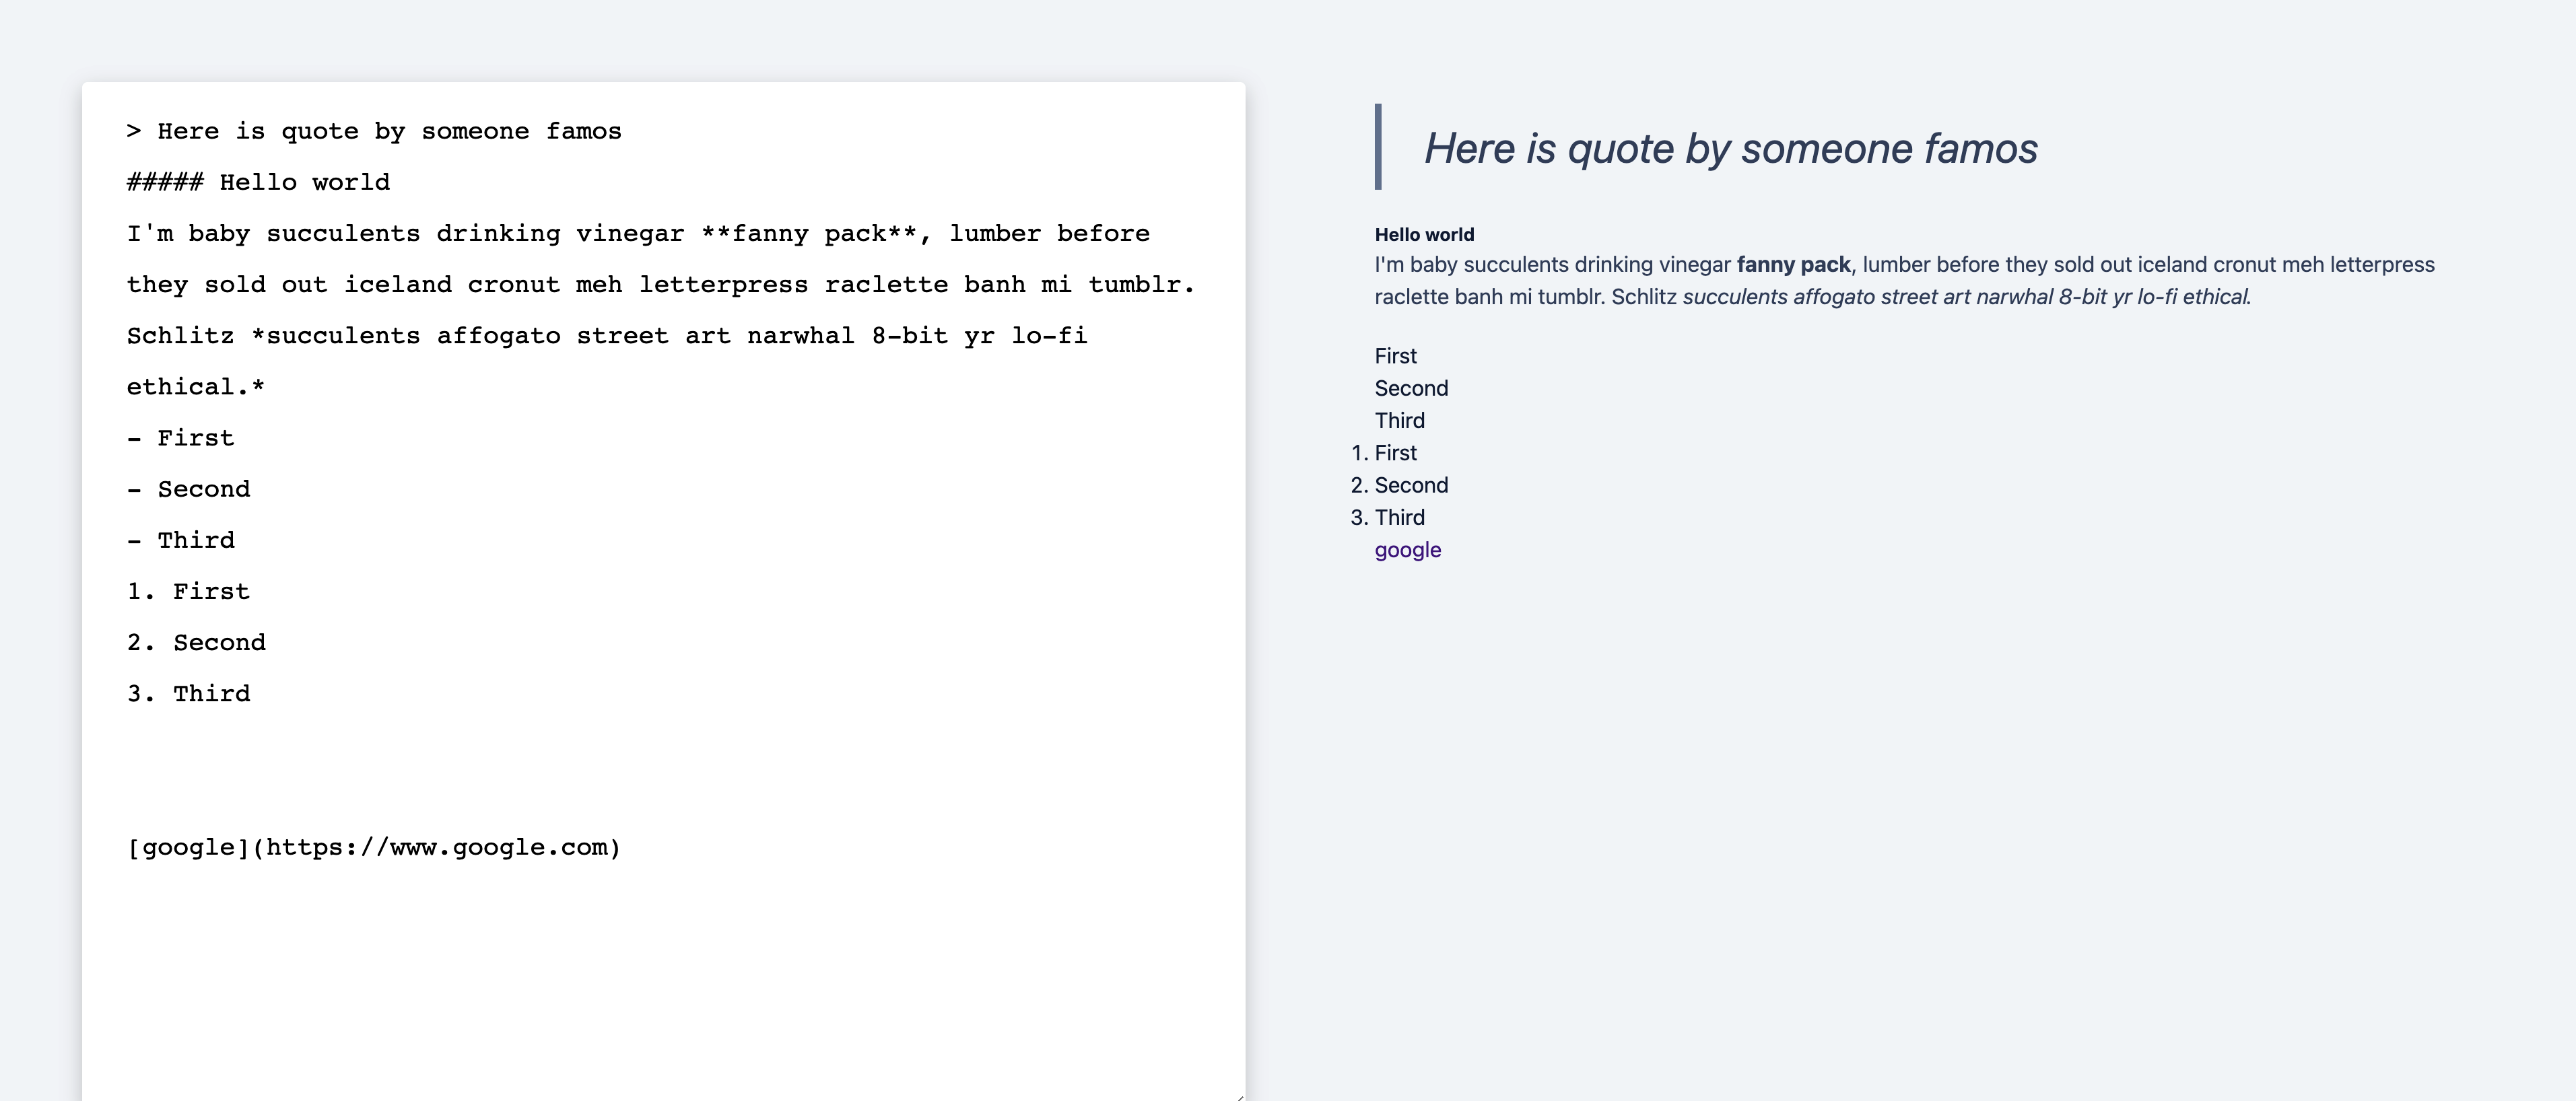 > Here is quote by someone famos
##### Hello world
I'm baby succulents drinking vinegar **fanny pack**, lumber before
they sold out iceland cronut meh letterpress raclette banh mi tumblr.
Schlitz *succulents affogato street art narwhal 8-bit yr lo-fi
ethical.*
- First
- Second
- Third
1. First
2. Second
3. Third
[google](https://www.google.com)
Here is quote by someone famos
Hello world
I'm baby succulents drinking vinegar fanny pack, lumber before they sold out iceland cronut meh letterpress
raclette banh mi tumblr. Schlitz succulents affogato street art narwhal 8-bit yr lo-fi ethical.
First
Second
Third
1. First
2. Second
3. Third
google